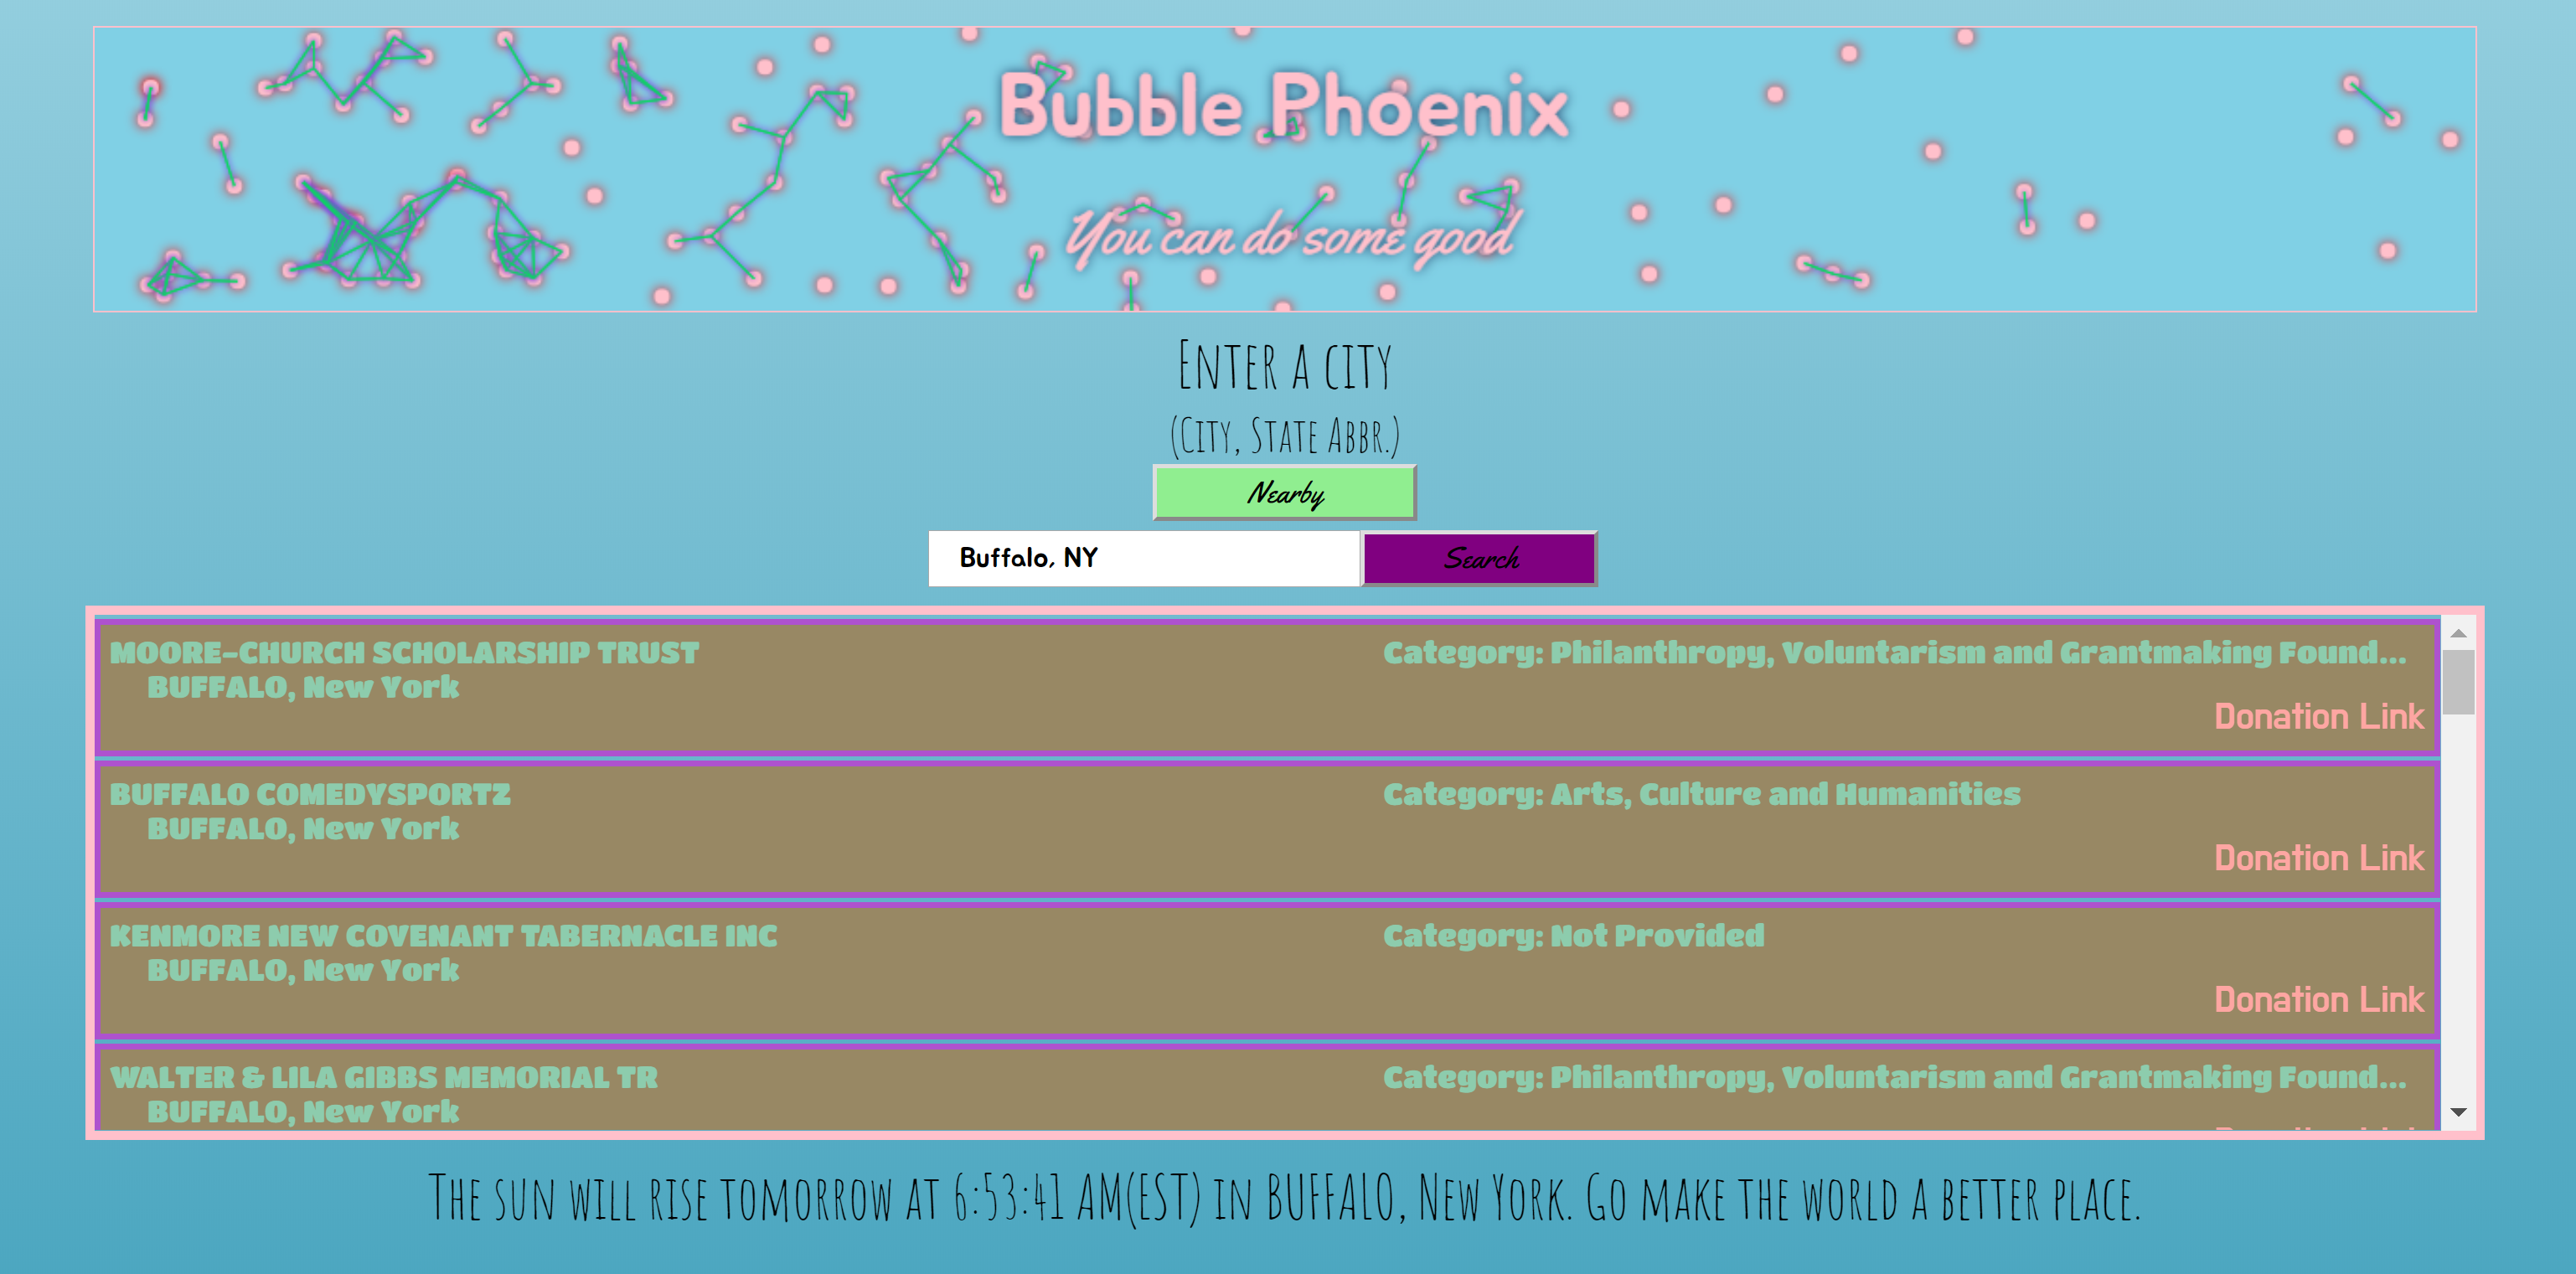 Bubble Phoenix
You can do some good
Enter a city
(City, State Abbr.)
Nearby
Buffalo, NY
Search
MOORE-CHURCH SCHOLARSHIP TRUST
Category: Philanthropy, Voluntarism and Grantmaking Found...
BUFFALO, New York
Donation Link
BUFFALO COMEDYSPORTZ
Category: Arts, Culture and Humanities
BUFFALO, New York
Donation Link
KENMORE NEW COVENANT TABERNACLE INC
Category: Not Provided
BUFFALO, New York
Donation Link
WALTER & LILA GIBBS MEMORIAL TR
Category: Philanthropy, Voluntarism and Grantmaking Found...
BUFFALO, New York
The sun will rise tomorrow at 6:53:41 AM(EST) in BUFFALO, New York. Go make the world a better place.